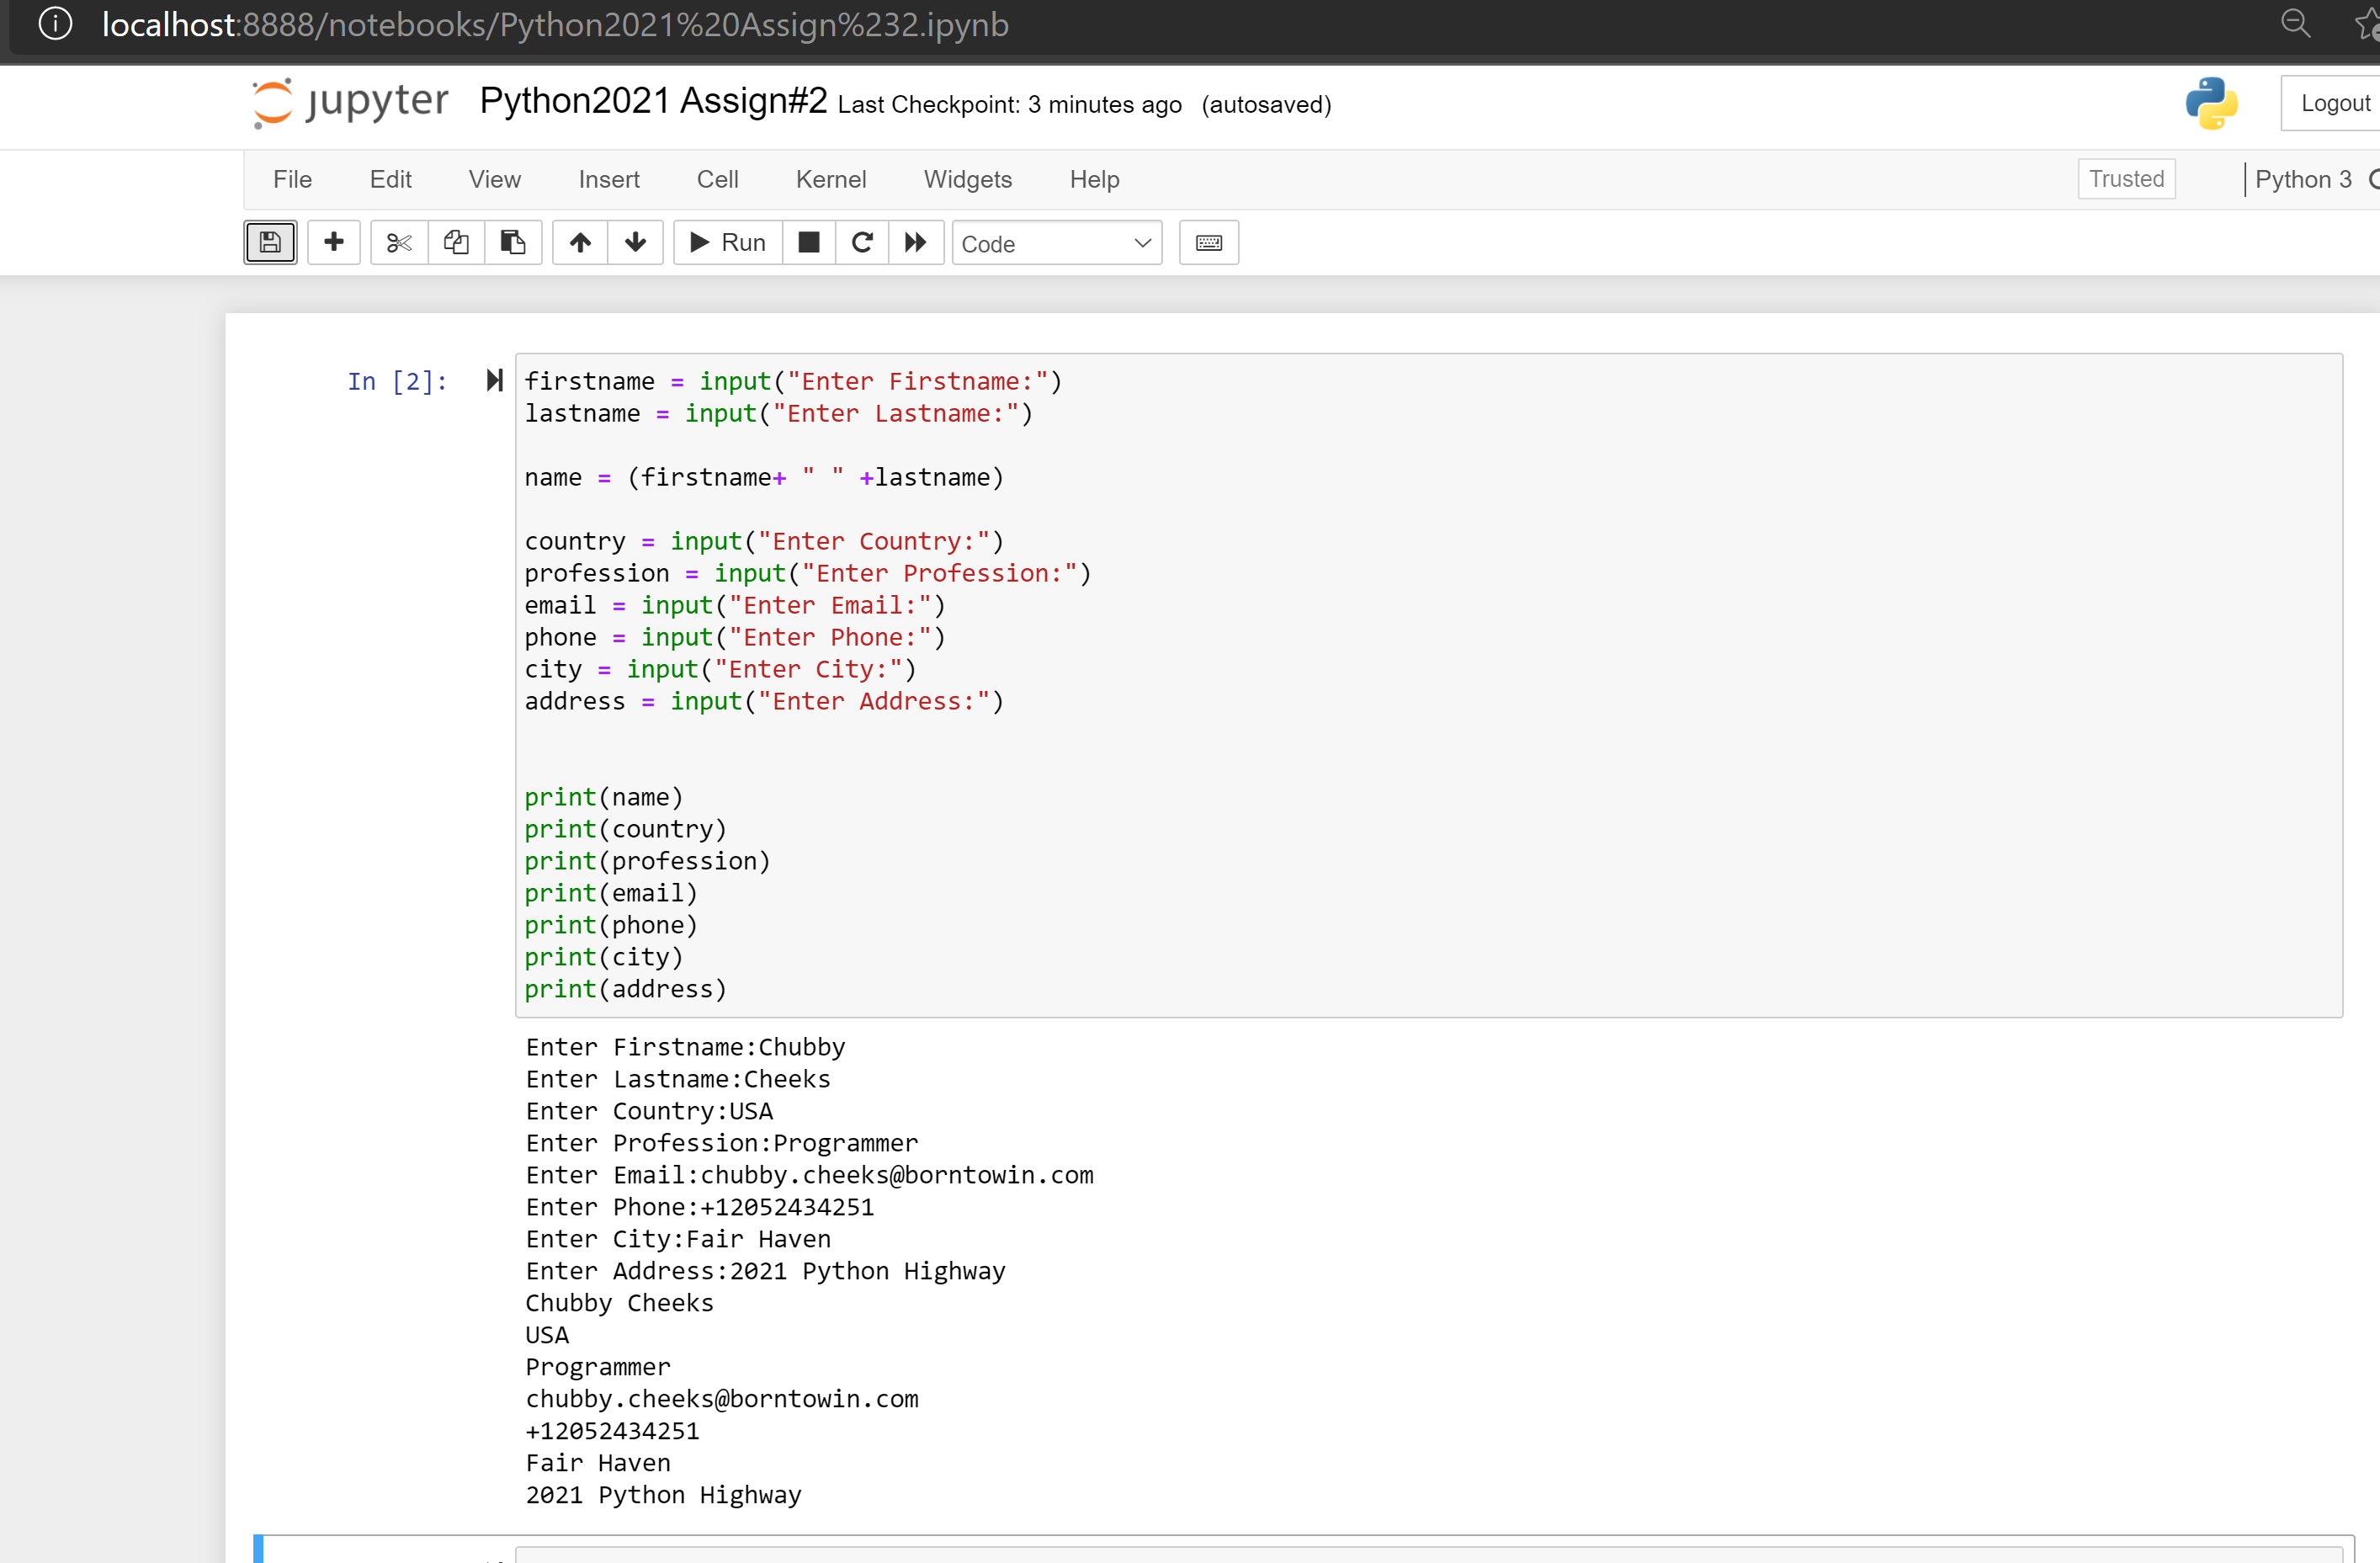 localhost:8888/notebooks/Python2021%20Assign%232.ipynb
jupyter Python2021 Assign#2 Last Checkpoint: 3 minutes ago (autosaved)
Logout
File Edit View Insert Cell Kernel Widgets Help
Trusted Python 3
Run Code
In [2]:
firstname = input("Enter Firstname:")
lastname = input("Enter Lastname:")
name = (firstname+ " " +lastname)
country = input("Enter Country:")
profession = input("Enter Profession:")
email = input("Enter Email:")
phone = input("Enter Phone:")
city = input("Enter City:")
address = input("Enter Address:")
print(name)
print(country)
print(profession)
print(email)
print(phone)
print(city)
print(address)
Enter Firstname:Chubby
Enter Lastname:Cheeks
Enter Country:USA
Enter Profession:Programmer
Enter Email:chubby.cheeks@borntowin.com
Enter Phone:+12052434251
Enter City:Fair Haven
Enter Address:2021 Python Highway
Chubby Cheeks
USA
Programmer
chubby.cheeks@borntowin.com
+12052434251
Fair Haven
2021 Python Highway